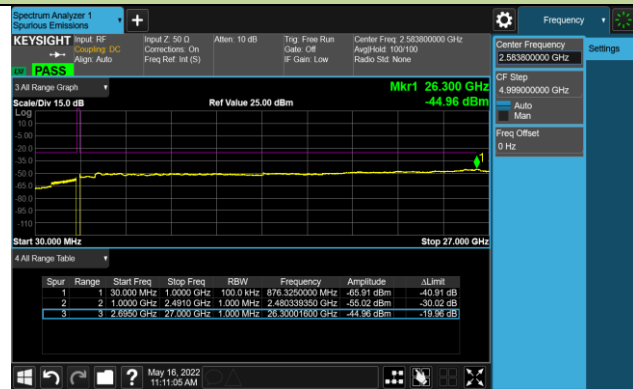 Spectrum Analyzer 1
Spurious Emissions
+
Frequency
KEYSIGHT Input: RF Input Z: 50 Ω Atten: 10 dB Trig: Free Run Center Freq: 2.583800000 GHz
Coupling: DC Corrections: On Gate: Off Avg|Hold: 100/100
Align: Auto Freq Ref: Int (S) IF Gain: Low Radio Std: None
PASS
Center Frequency
2.583800000 GHz
Settings
CF Step
4.999000000 GHz
Auto
Man
Freq Offset
0 Hz
3 All Range Graph
Mkr1 26.300 GHz
Scale/Div 15.0 dB Ref Value 25.00 dBm -44.96 dBm
Log
10.0
-5.00
-20.0
-35.0
1
-50.0
-65.0
-80.0
-95.0
-110
Start 30.000 MHz Stop 27.000 GHz
4 All Range Table
Spur Range Start Freq Stop Freq RBW Frequency Amplitude ΔLimit
1 1 30.000 MHz 1.0000 GHz 100.0 kHz 876.3250000 MHz -65.91 dBm -40.91 dB
2 2 1.0000 GHz 2.4910 GHz 1.000 MHz 2.480339350 GHz -55.02 dBm -30.02 dB
3 3 2.6950 GHz 27.000 GHz 1.000 MHz 26.30001600 GHz -44.96 dBm -19.96 dB
?
May 16, 2022
11:11:05 AM